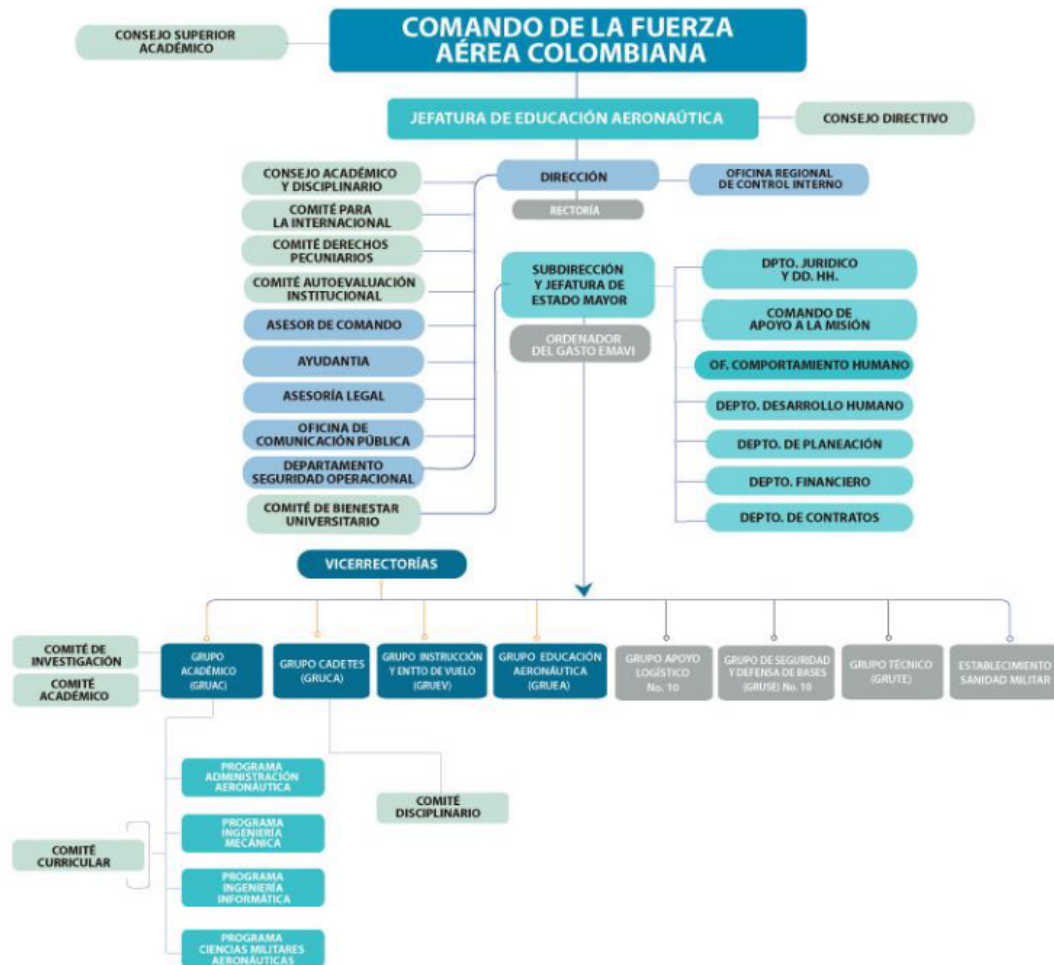 CONSEJO SUPERIOR
ACADÉMICO
COMANDO DE LA FUERZA
AÉREA COLOMBIANA
JEFATURA DE EDUCACIÓN AERONAÚTICA
CONSEJO DIRECTIVO
CONSEJO ACADÉMICO
Y DISCIPLINARIO
DIRECCIÓN
OFICINA REGIONAL
DE CONTROL INTERNO
RECTORÍA
COMITÉ PARA
LA INTERNACIONAL
COMITÉ DERECHOS
PECUNIARIOS
COMITÉ AUTOEVALUACIÓN
INSTITUCIONAL
ASESOR DE COMANDO
AYUDANTIA
ASESORÍA LEGAL
OFICINA DE
COMUNICACIÓN PÚBLICA
DEPARTAMENTO
SEGURIDAD OPERACIONAL
COMITÉ DE BIENESTAR
UNIVERSITARIO
SUBDIRECCIÓN
Y JEFATURA DE
ESTADO MAYOR
ORDENADOR
DEL GASTO EMAVI
DPTO. JURIDICO
Y DD. HH.
COMANDO DE
APOYO A LA MISIÓN
OF. COMPORTAMIENTO HUMANO
DEPTO. DESARROLLO HUMANO
DEPTO. DE PLANEACIÓN
DEPTO. FINANCIERO
DEPTO. DE CONTRATOS
VICERRECTORÍAS
COMITÉ DE
INVESTIGACIÓN
COMITÉ
ACADÉMICO
GRUPO
ACADÉMICO
(GRUAC)
GRUPO CADETES
(GRUCA)
GRUPO INSTRUCCIÓN
Y ENTTO DE VUELO
(GRUEV)
GRUPO EDUCACIÓN
AERONÁUTICA
(GRUEA)
GRUPO APOYO
LOGÍSTICO
No. 10
GRUPO DE SEGURIDAD
Y DEFENSA DE BASES
(GRUSE) No. 10
GRUPO TÉCNICO
(GRUTE)
ESTABLECIMIENTO
SANIDAD MILITAR
PROGRAMA
ADMINISTRACIÓN
AERONÁUTICA
COMITÉ
DISCIPLINARIO
PROGRAMA
INGENIERÍA
MECÁNICA
COMITÉ
CURRICULAR
PROGRAMA
INGENIERÍA
INFORMÁTICA
PROGRAMA
CIENCIAS MILITARES
AERONÁUTICAS